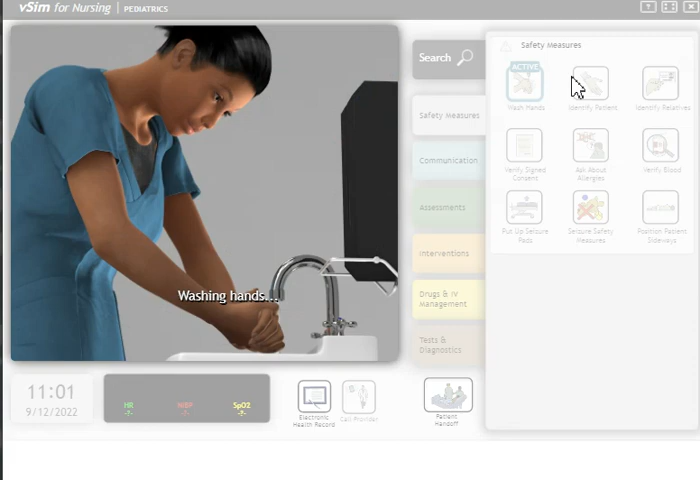 vSim for Nursing | PEDIATRICS
Search
Safety Measures
ACTIVE
Wash Hands
Identify Patient
Identify Relatives
Safety Measures
Communication
Verify Signed
Consent
Ask About
Allergies
Verify Blood
Assessments
Put Up Seizure
Pads
Seizure Safety
Measures
Position Patient
Sideways
Interventions
Washing hands...
Drugs & IV
Management
Tests &
Diagnostics
11:01
9/12/2022
HR
-?-
NIBP
-?-
SpO2
-?-
Electronic
Health Record
Call Provider
Patient
Handoff